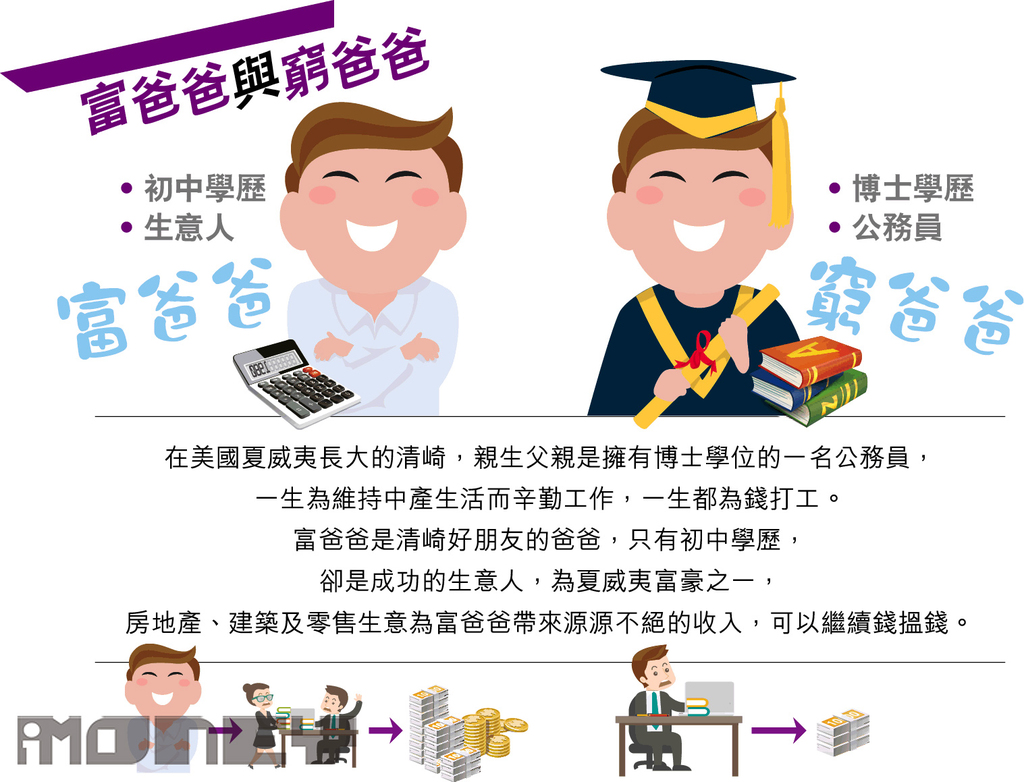 富爸爸與窮爸爸
• 初中學歷
• 生意人
富爸爸
• 博士學歷
• 公務員
窮爸爸
在美國夏威夷長大的清崎，親生父親是擁有博士學位的一名公務員，
一生為維持中產生活而辛勤工作，一生都為錢打工。
富爸爸是清崎好朋友的爸爸，只有初中學歷，
卻是成功的生意人，為夏威夷富豪之一，
房地產、建築及零售生意為富爸爸帶來源源不絕的收入，可以繼續錢搵錢。